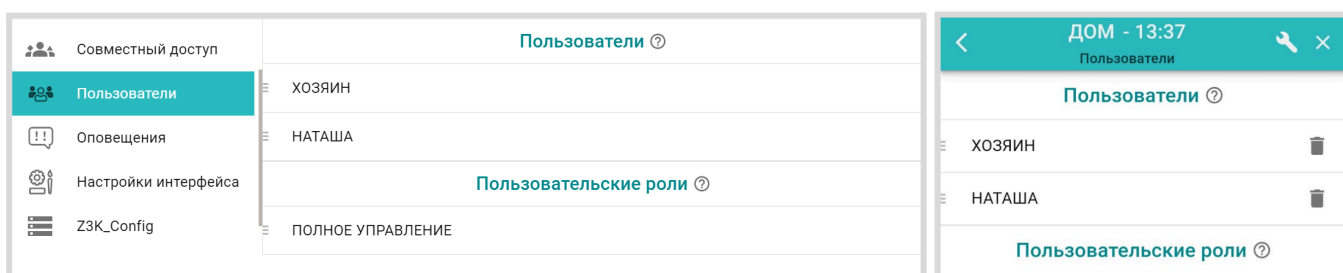 Совместный доступ
Пользователи
Оповещения
Настройки интерфейса
Z3K_Config
Пользователи
ХОЗЯИН
НАТАША
Пользовательские роли
ПОЛНОЕ УПРАВЛЕНИЕ
ДОМ - 13:37
Пользователи
Пользователи
ХОЗЯИН
НАТАША
Пользовательские роли